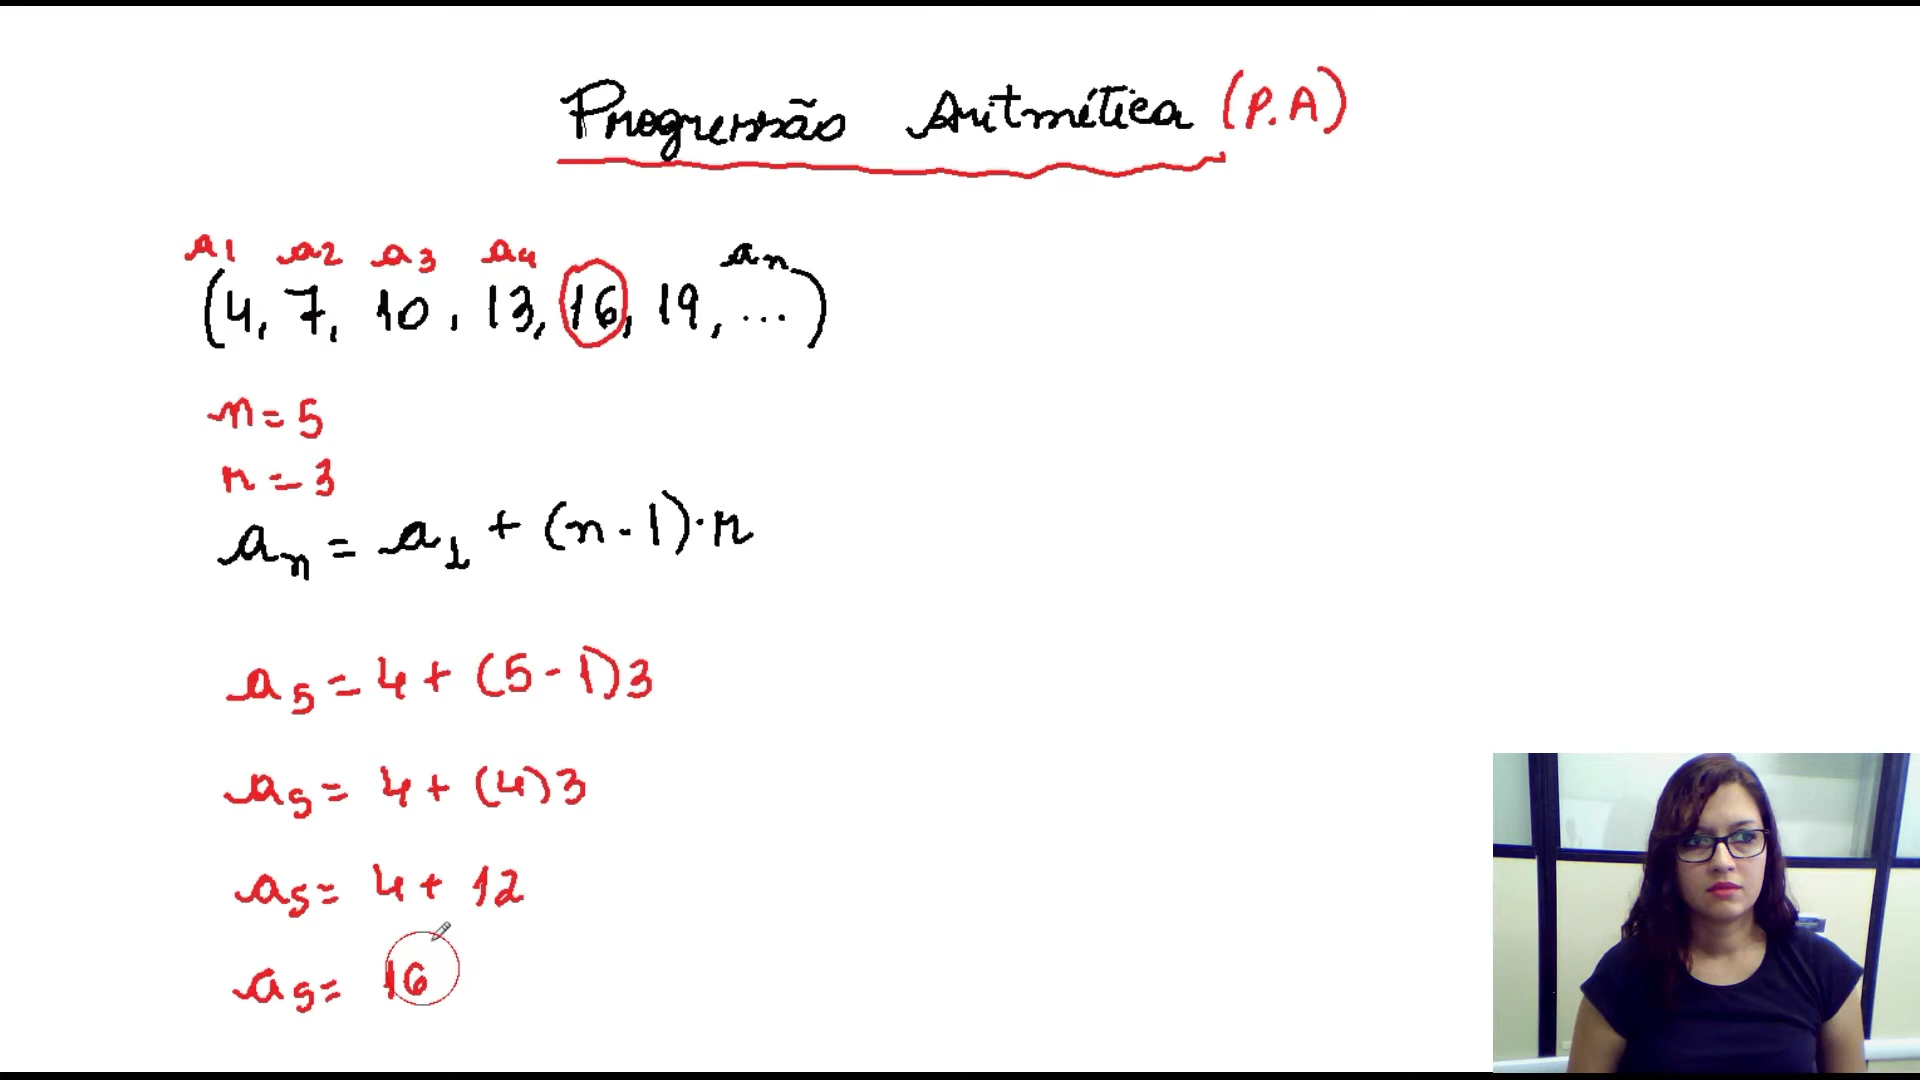 Progressão Aritmética (P.A)
a1 a2 a3 a4 an
(4, 7, 10, 13, 16, 19, ...)
n = 5
r = 3
an = a1 + (n - 1) · r
a5 = 4 + (5 - 1) 3
a5 = 4 + (4) 3
a5 = 4 + 12
a5 = 16